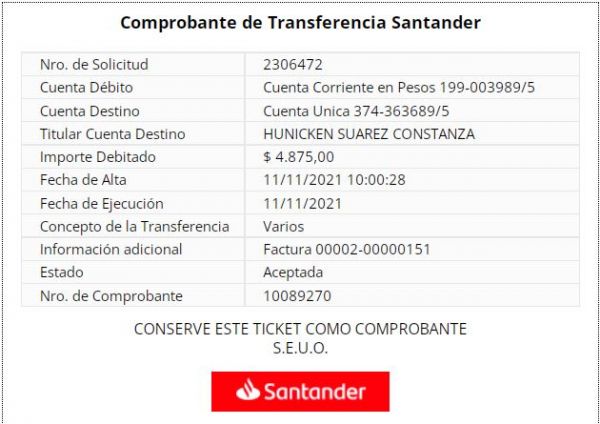 Comprobante de Transferencia Santander
Nro. de Solicitud 2306472
Cuenta Débito Cuenta Corriente en Pesos 199-003989/5
Cuenta Destino Cuenta Unica 374-363689/5
Titular Cuenta Destino HUNICKEN SUAREZ CONSTANZA
Importe Debitado $ 4.875,00
Fecha de Alta 11/11/2021 10:00:28
Fecha de Ejecución 11/11/2021
Concepto de la Transferencia Varios
Información adicional Factura 00002-00000151
Estado Aceptada
Nro. de Comprobante 10089270
CONSERVE ESTE TICKET COMO COMPROBANTE
S.E.U.O.
Santander